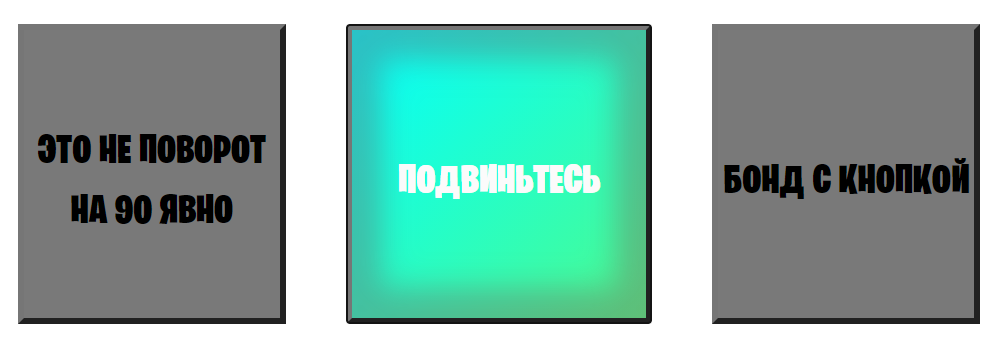 ЭТО НЕ ПОВОРОТ
НА 90 ЯВНО
ПОДВИНЬТЕСЬ
БОНД С КНОПКОЙ